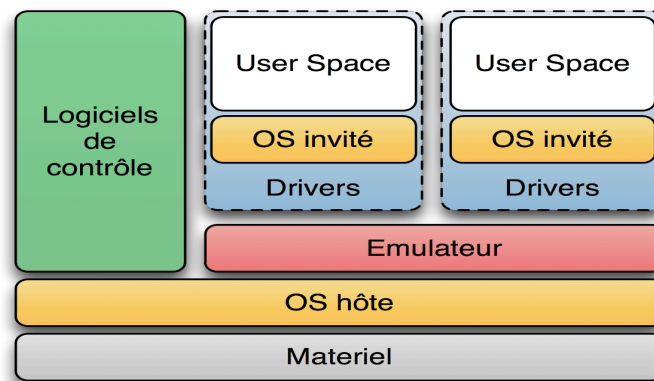 Logiciels
de
contrôle
User Space
OS invité
Drivers
User Space
OS invité
Drivers
Emulateur
OS hôte
Materiel